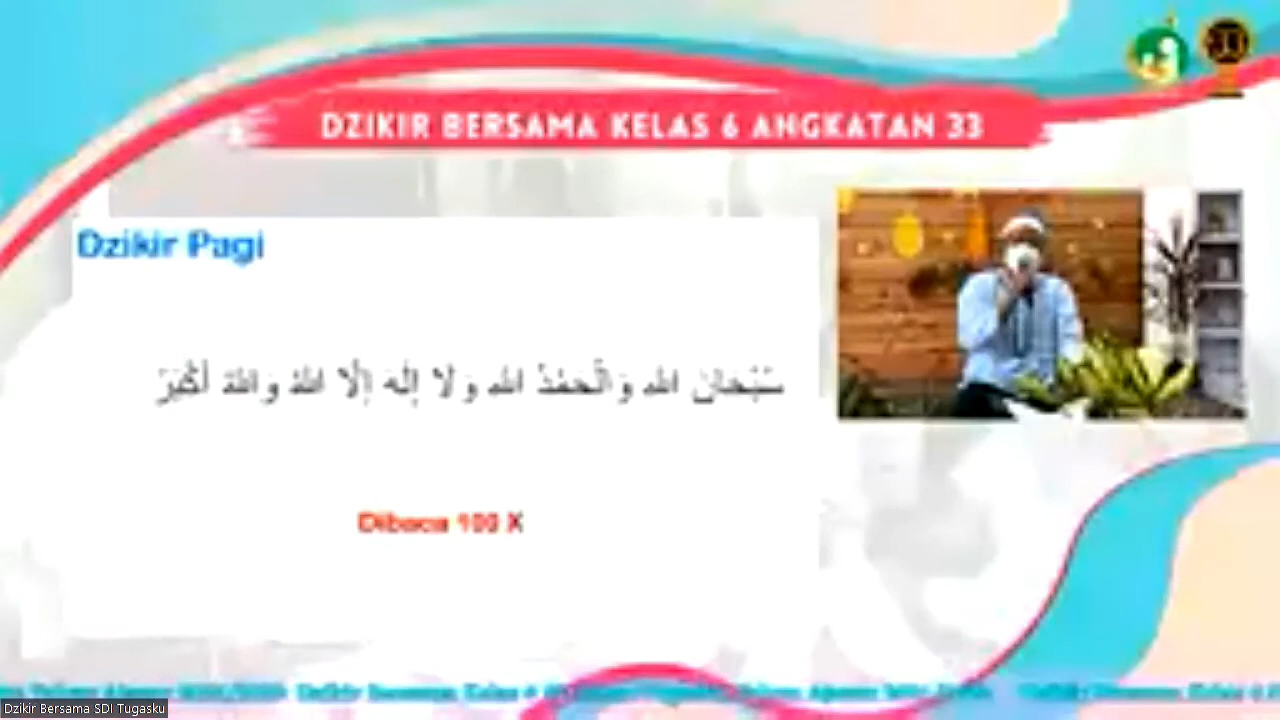 DZIKIR BERSAMA KELAS 6 ANGKATAN 33
Dzikir Pagi
سُبْحَانَ اللهِ وَالْحَمْدُ اللهِ وَلَا إِلَهَ إِلَّا اللهُ وَاللهُ أَكْبَرُ
Dibaca 100 X
Dzikir Bersama SDI Tugasku